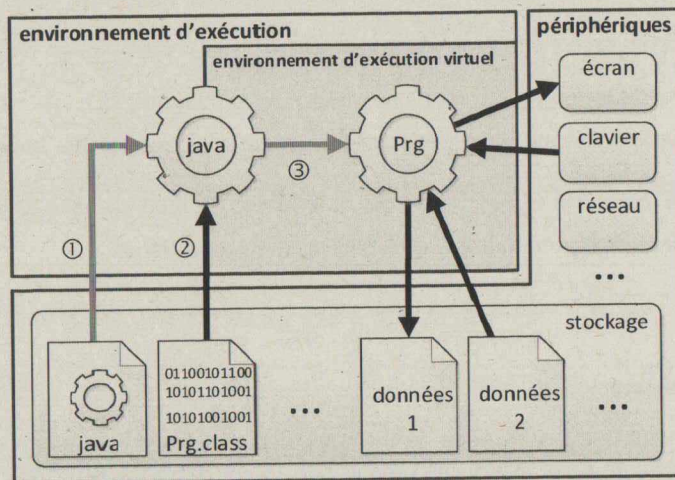 environnement d'exécution
périphériques
environnement d'exécution virtuel
écran
java
Prg
clavier
③
①
②
réseau
...
stockage
01100101100
10101101001
10101001001
...
données
1
données
2
...
java
Prg.class